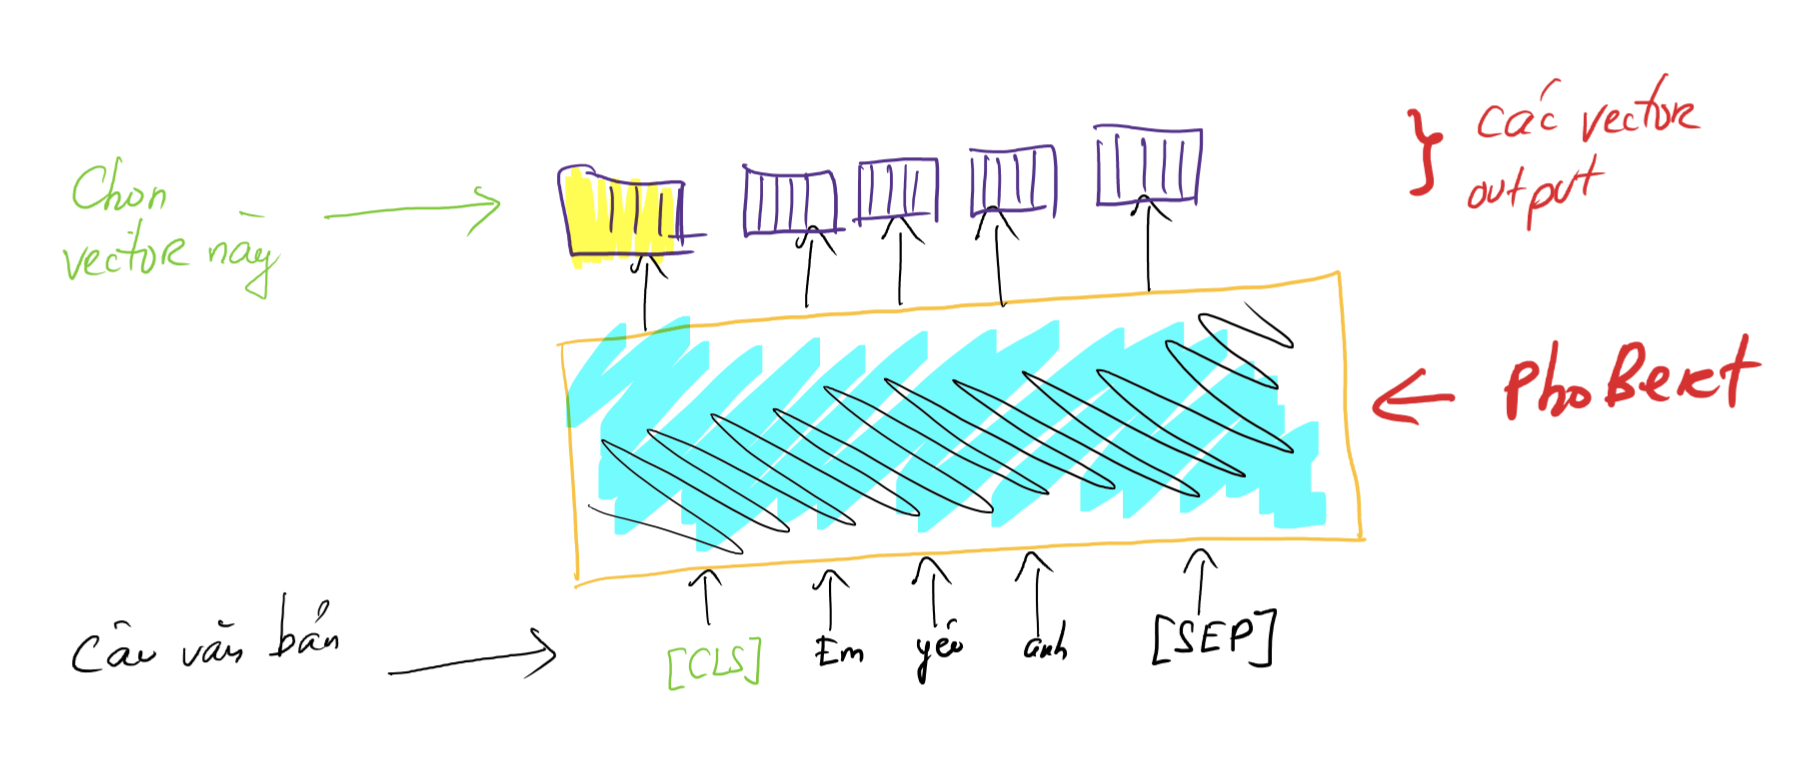 Các vector
output
Chọn
vector này
PhoBert
Câu văn bản
[CLS] Em yêu anh [SEP]